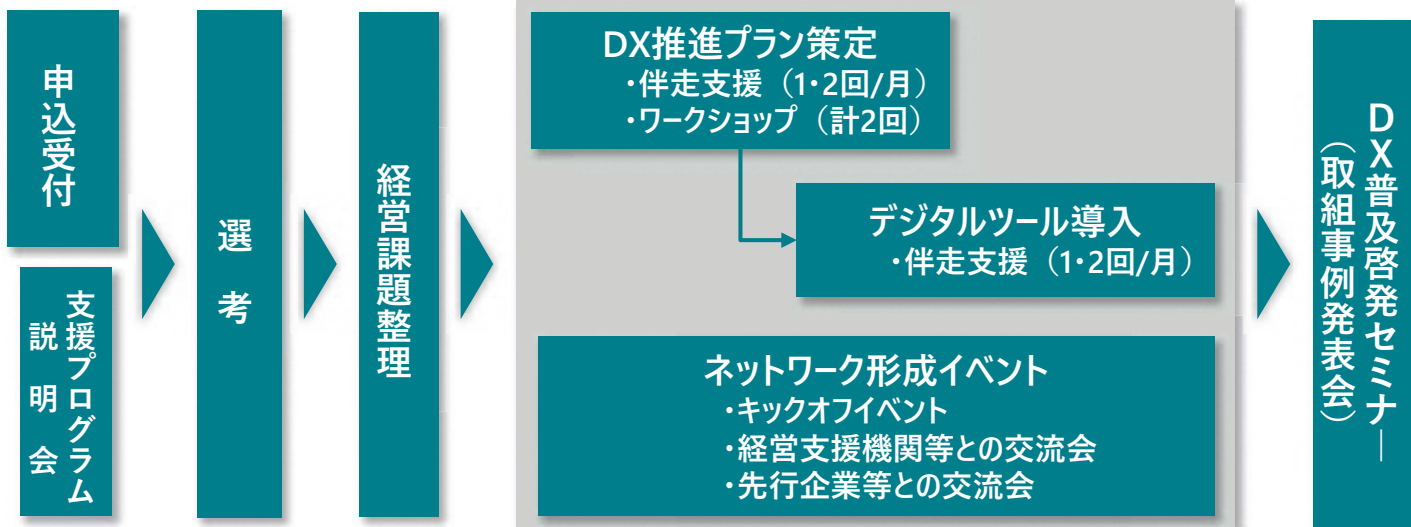 申込受付
支援プログラム
説明会
選考
経営課題整理
DX推進プラン策定
・伴走支援（1・2回/月）
・ワークショップ（計2回）
デジタルツール導入
・伴走支援（1・2回/月）
ネットワーク形成イベント
・キックオフイベント
・経営支援機関等との交流会
・先行企業等との交流会
DX普及啓発セミナー
（取組事例発表会）